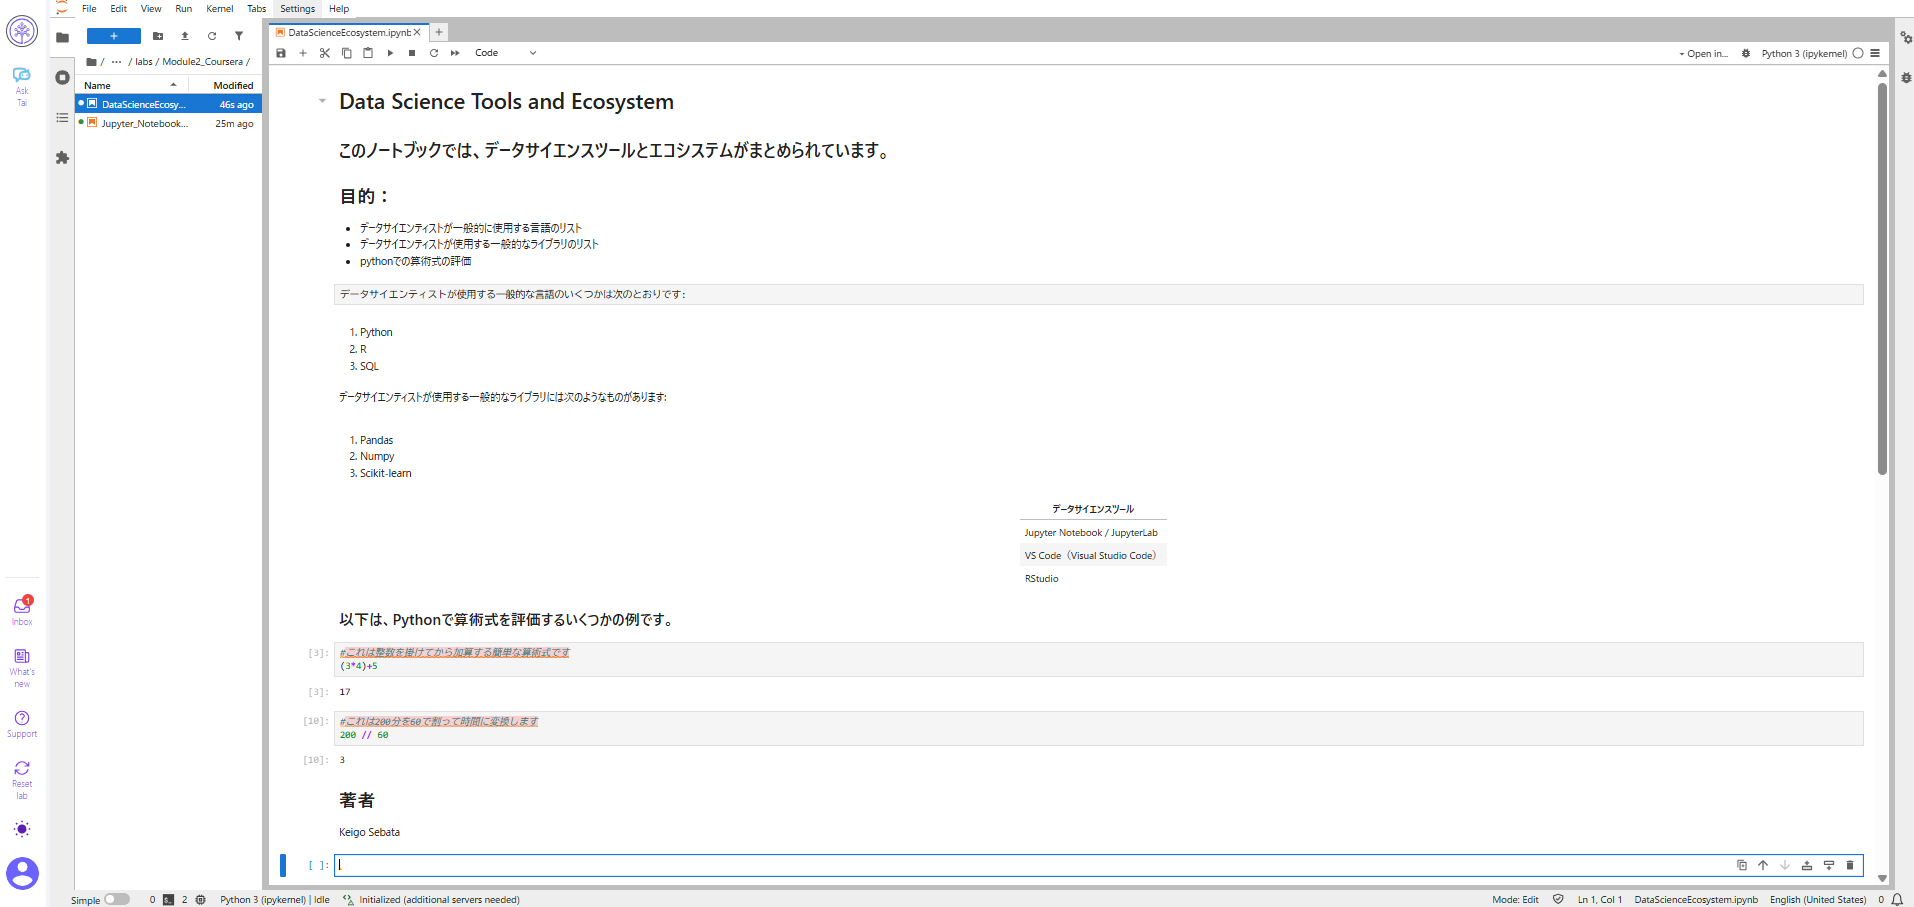 File Edit View Run Kernel Tabs Settings Help
Ask
Tai
+
/ ··· / labs / Module2_Coursera /
Name Modified
DataScienceEcosy... 46s ago
Jupyter_Notebook... 25m ago
DataScienceEcosystem.ipynb
Code
Open in...
Python 3 (ipykernel)
Data Science Tools and Ecosystem
このノートブックでは、データサイエンスツールとエコシステムがまとめられています。
目的：
データサイエンティストが一般的に使用する言語のリスト
データサイエンティストが使用する一般的なライブラリのリスト
pythonでの算術式の評価
データサイエンティストが使用する一般的な言語のいくつかは次のとおりです:
1. Python
2. R
3. SQL
データサイエンティストが使用する一般的なライブラリには次のようなものがあります:
1. Pandas
2. Numpy
3. Scikit-learn
データサイエンスツール
Jupyter Notebook / JupyterLab
VS Code（Visual Studio Code）
RStudio
以下は、Pythonで算術式を評価するいくつかの例です。
[3]: #これは整数を掛けてから加算する簡単な算術式です
(3*4)+5
[3]: 17
[10]: #これは200分を60で割って時間に変換します
200 // 60
[10]: 3
著者
Keigo Sebata
[ ]:
1
Inbox
What's
new
Support
Reset
lab
Simple 0 2 Python 3 (ipykernel) | Idle Initialized (additional servers needed)
Mode: Edit Ln 1, Col 1 DataScienceEcosystem.ipynb English (United States) 0